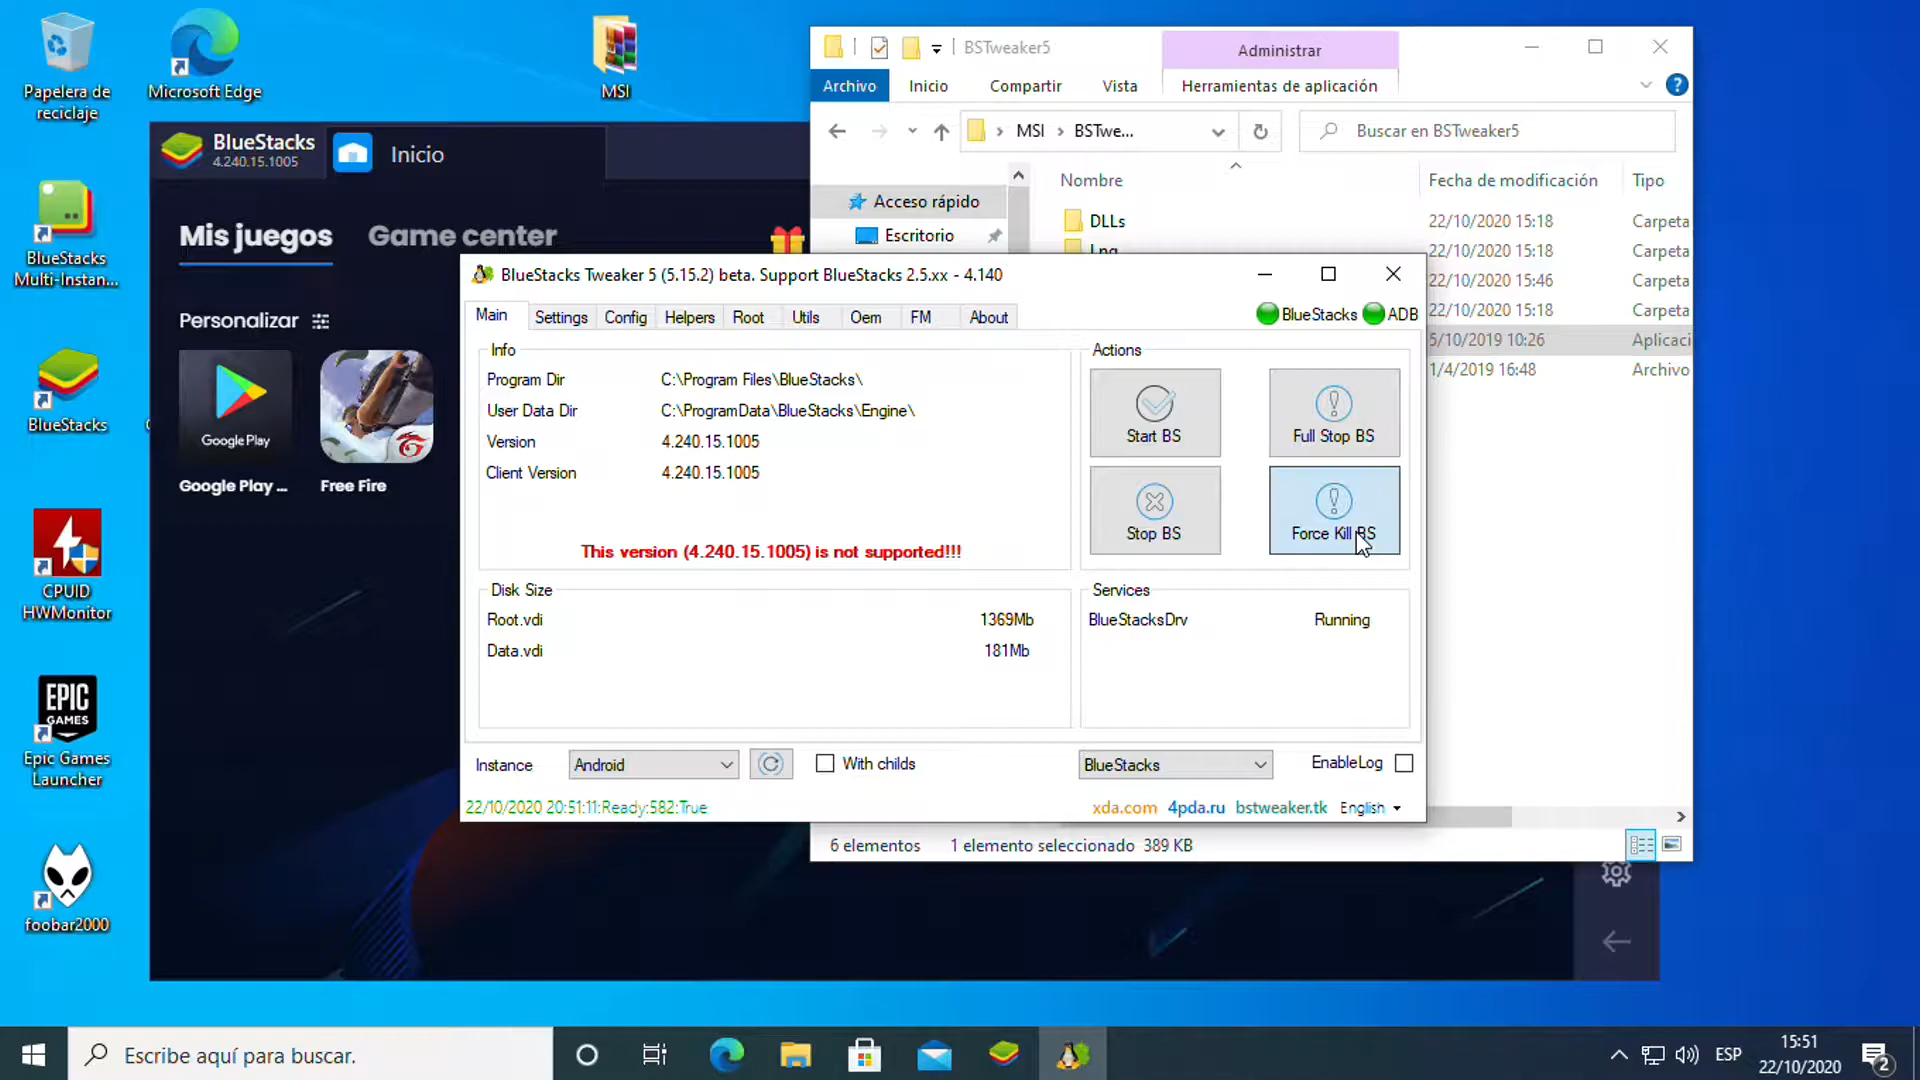 Papelera de
reciclaje
Microsoft Edge
MSI
BlueStacks
Multi-Instan...
BlueStacks
CPUID
HWMonitor
EPIC
GAMES
Epic Games
Launcher
foobar2000
BlueStacks
4.240.15.1005
Inicio
Mis juegos
Game center
Personalizar
Google Play
Google Play ...
Free Fire
BSTweaker5
Administrar
Archivo
Inicio
Compartir
Vista
Herramientas de aplicación
MSI
BSTwe...
Buscar en BSTweaker5
Nombre
Fecha de modificación
Tipo
Acceso rápido
Escritorio
DLLs
22/10/2020 15:18
Carpeta
Lng
22/10/2020 15:18
Carpeta
22/10/2020 15:46
Carpeta
22/10/2020 15:18
Carpeta
5/10/2019 10:26
Aplicaci
1/4/2019 16:48
Archivo
6 elementos
1 elemento seleccionado 389 KB
BlueStacks Tweaker 5 (5.15.2) beta. Support BlueStacks 2.5.xx - 4.140
Main
Settings
Config
Helpers
Root
Utils
Oem
FM
About
BlueStacks
ADB
Info
Program Dir
C:\Program Files\BlueStacks\
User Data Dir
C:\ProgramData\BlueStacks\Engine\
Version
4.240.15.1005
Client Version
4.240.15.1005
This version (4.240.15.1005) is not supported!!!
Actions
Start BS
Full Stop BS
Stop BS
Force Kill BS
Disk Size
Root.vdi
1369Mb
Data.vdi
181Mb
Services
BlueStacksDrv
Running
Instance
Android
With childs
BlueStacks
EnableLog
22/10/2020 20:51:11:Ready:582:True
xda.com
4pda.ru
bstweaker.tk
English
Escribe aquí para buscar.
ESP
15:51
22/10/2020
2